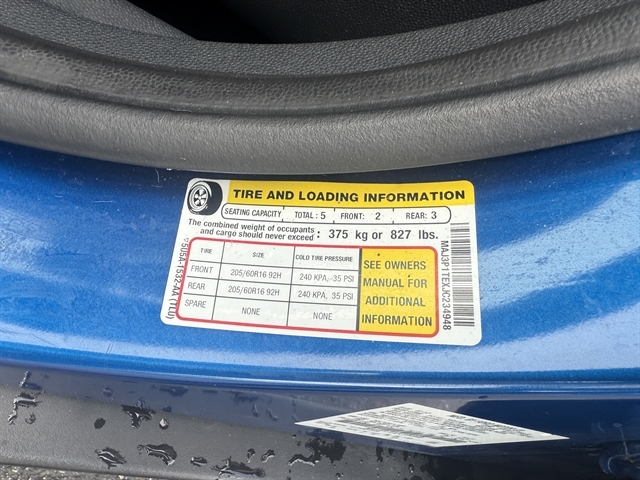 TIRE AND LOADING INFORMATION
SEATING CAPACITY TOTAL: 5 FRONT: 2 REAR: 3
The combined weight of occupants and cargo should never exceed: 375 kg or 827 lbs.
TIRE SIZE COLD TIRE PRESSURE
FRONT 205/60R16 92H 240 KPA, 35 PSI
REAR 205/60R16 92H 240 KPA, 35 PSI
SPARE NONE NONE
SEE OWNERS
MANUAL FOR
ADDITIONAL
INFORMATION